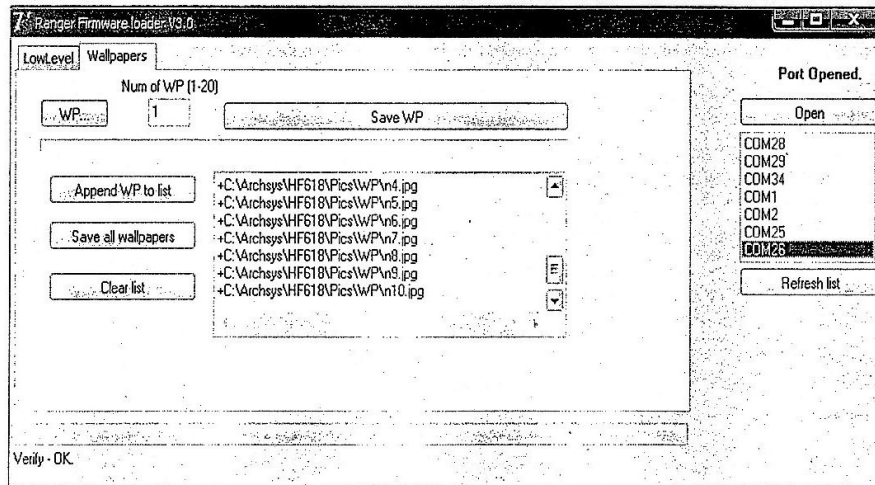 Ranger Firmware loader V3.0.
LowLevel
Wallpapers
Num of WP (1-20)
WP...
1
Save WP
Append WP to list
Save all wallpapers
Clear list
+C:\Archsys\HF618\Pics\WP\n4.jpg
+C:\Archsys\HF618\Pics\WP\n5.jpg
+C:\Archsys\HF618\Pics\WP\n6.jpg
+C:\Archsys\HF618\Pics\WP\n7.jpg
+C:\Archsys\HF618\Pics\WP\n8.jpg
+C:\Archsys\HF618\Pics\WP\n9.jpg
+C:\Archsys\HF618\Pics\WP\n10.jpg
Port Opened.
Open
COM28
COM29
COM34
COM1
COM2
COM25
COM26
Refresh list
Verify - OK.